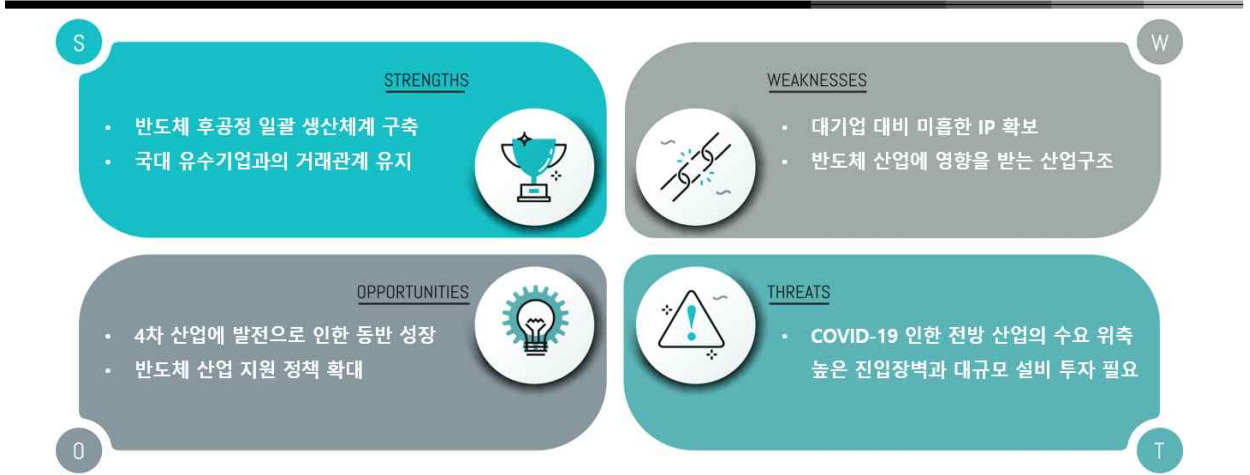 S
STRENGTHS
• 반도체 후공정 일괄 생산체계 구축
• 국대 유수기업과의 거래관계 유지
W
WEAKNESSES
• 대기업 대비 미흡한 IP 확보
• 반도체 산업에 영향을 받는 산업구조
OPPORTUNITIES
• 4차 산업에 발전으로 인한 동반 성장
• 반도체 산업 지원 정책 확대
O
THREATS
• COVID-19 인한 전방 산업의 수요 위축
높은 진입장벽과 대규모 설비 투자 필요
T